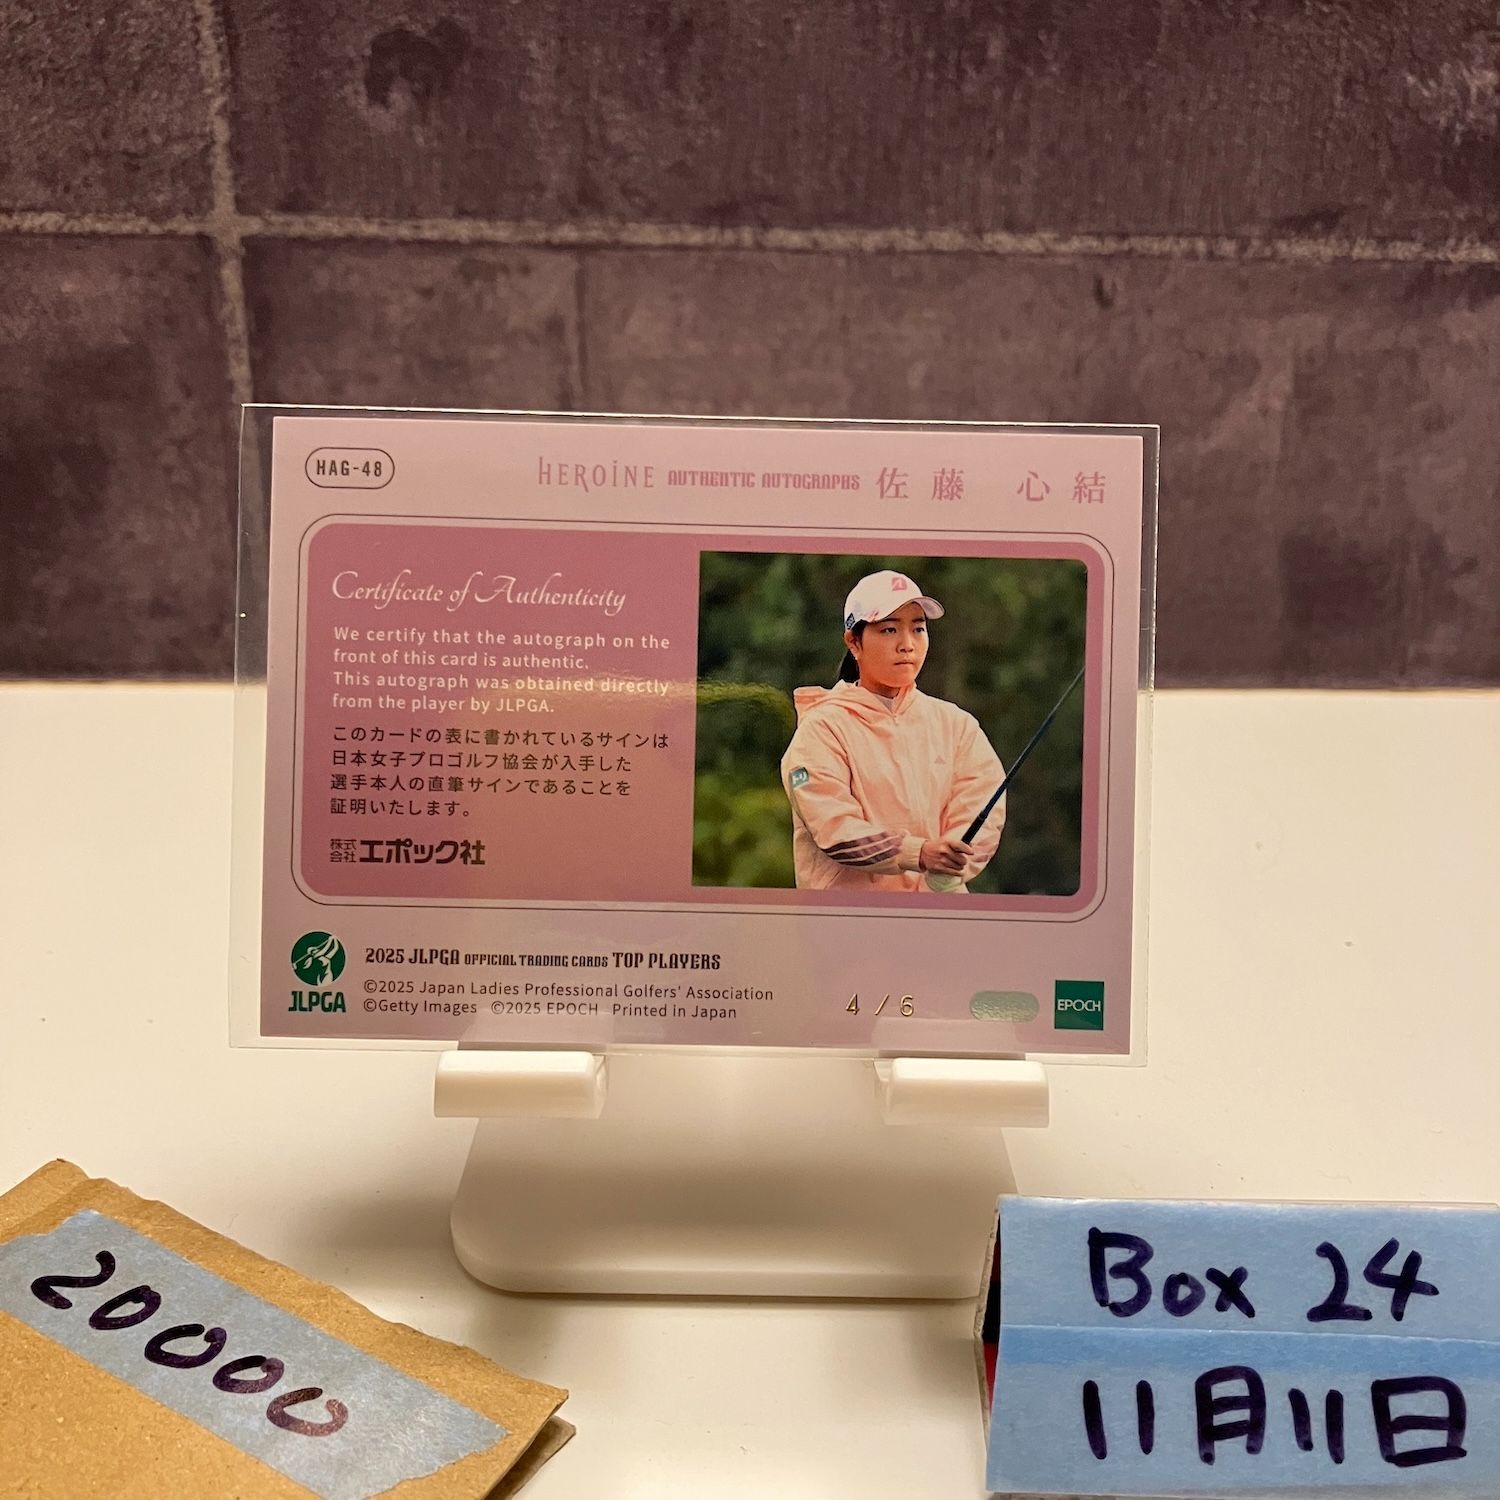 HAG-48
HEROINE AUTHENTIC AUTOGRAPHS 佐藤 心結
Certificate of Authenticity
We certify that the autograph on the
front of this card is authentic.
This autograph was obtained directly
from the player by JLPGA.
このカードの表に書かれているサインは
日本女子プロゴルフ協会が入手した
選手本人の直筆サインであることを
証明いたします。
株式会社エポック社
JLPGA
2025 JLPGA OFFICIAL TRADING CARDS TOP PLAYERS
©2025 Japan Ladies Professional Golfers' Association
©Getty Images ©2025 EPOCH Printed in Japan
4/6
EPOCH
20000
Box 24
11月11日